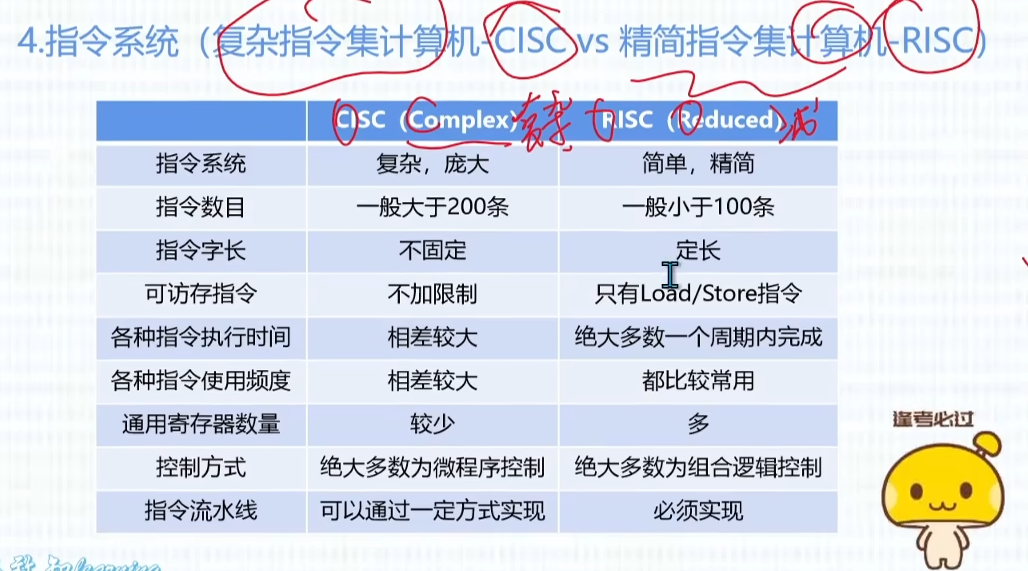 4.指令系统（复杂指令集计算机-CISC vs 精简指令集计算机-RISC）
CISC（Complex） RISC（Reduced）
指令系统 复杂，庞大 简单，精简
指令数目 一般大于200条 一般小于100条
指令字长 不固定 定长
可访存指令 不加限制 只有Load/Store指令
各种指令执行时间 相差较大 绝大多数一个周期内完成
各种指令使用频度 相差较大 都比较常用
通用寄存器数量 较少 多
控制方式 绝大多数为微程序控制 绝大多数为组合逻辑控制
指令流水线 可以通过一定方式实现 必须实现
逢考必过